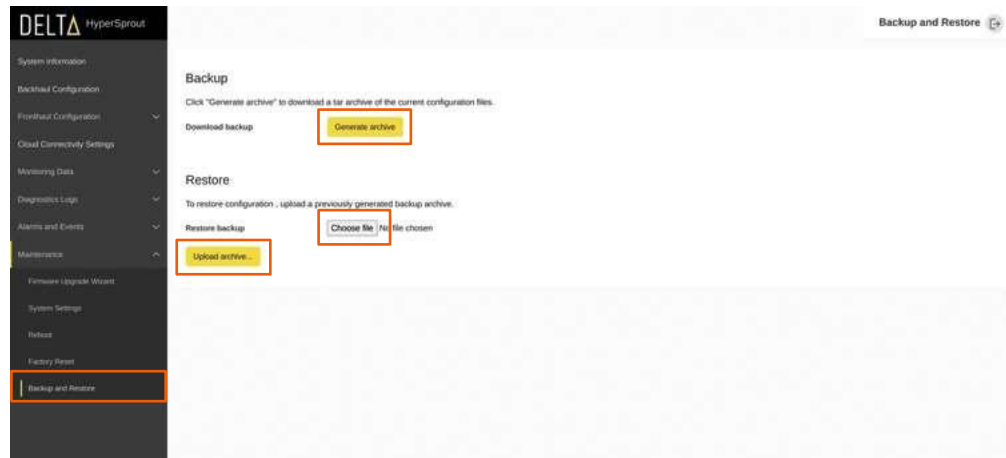 DELTA HyperSprout
Backup and Restore
System Information
Backhaul Configuration
Fronthaul Configuration
Cloud Connectivity Settings
Monitoring Data
Diagnostics Logs
Alarms and Events
Maintenance
Firmware Upgrade Wizard
System Settings
Reboot
Factory Reset
Backup and Restore
Backup
Click "Generate archive" to download a tar archive of the current configuration files.
Download backup Generate archive
Restore
To restore configuration , upload a previously generated backup archive.
Restore backup Choose file No file chosen
Upload archive...